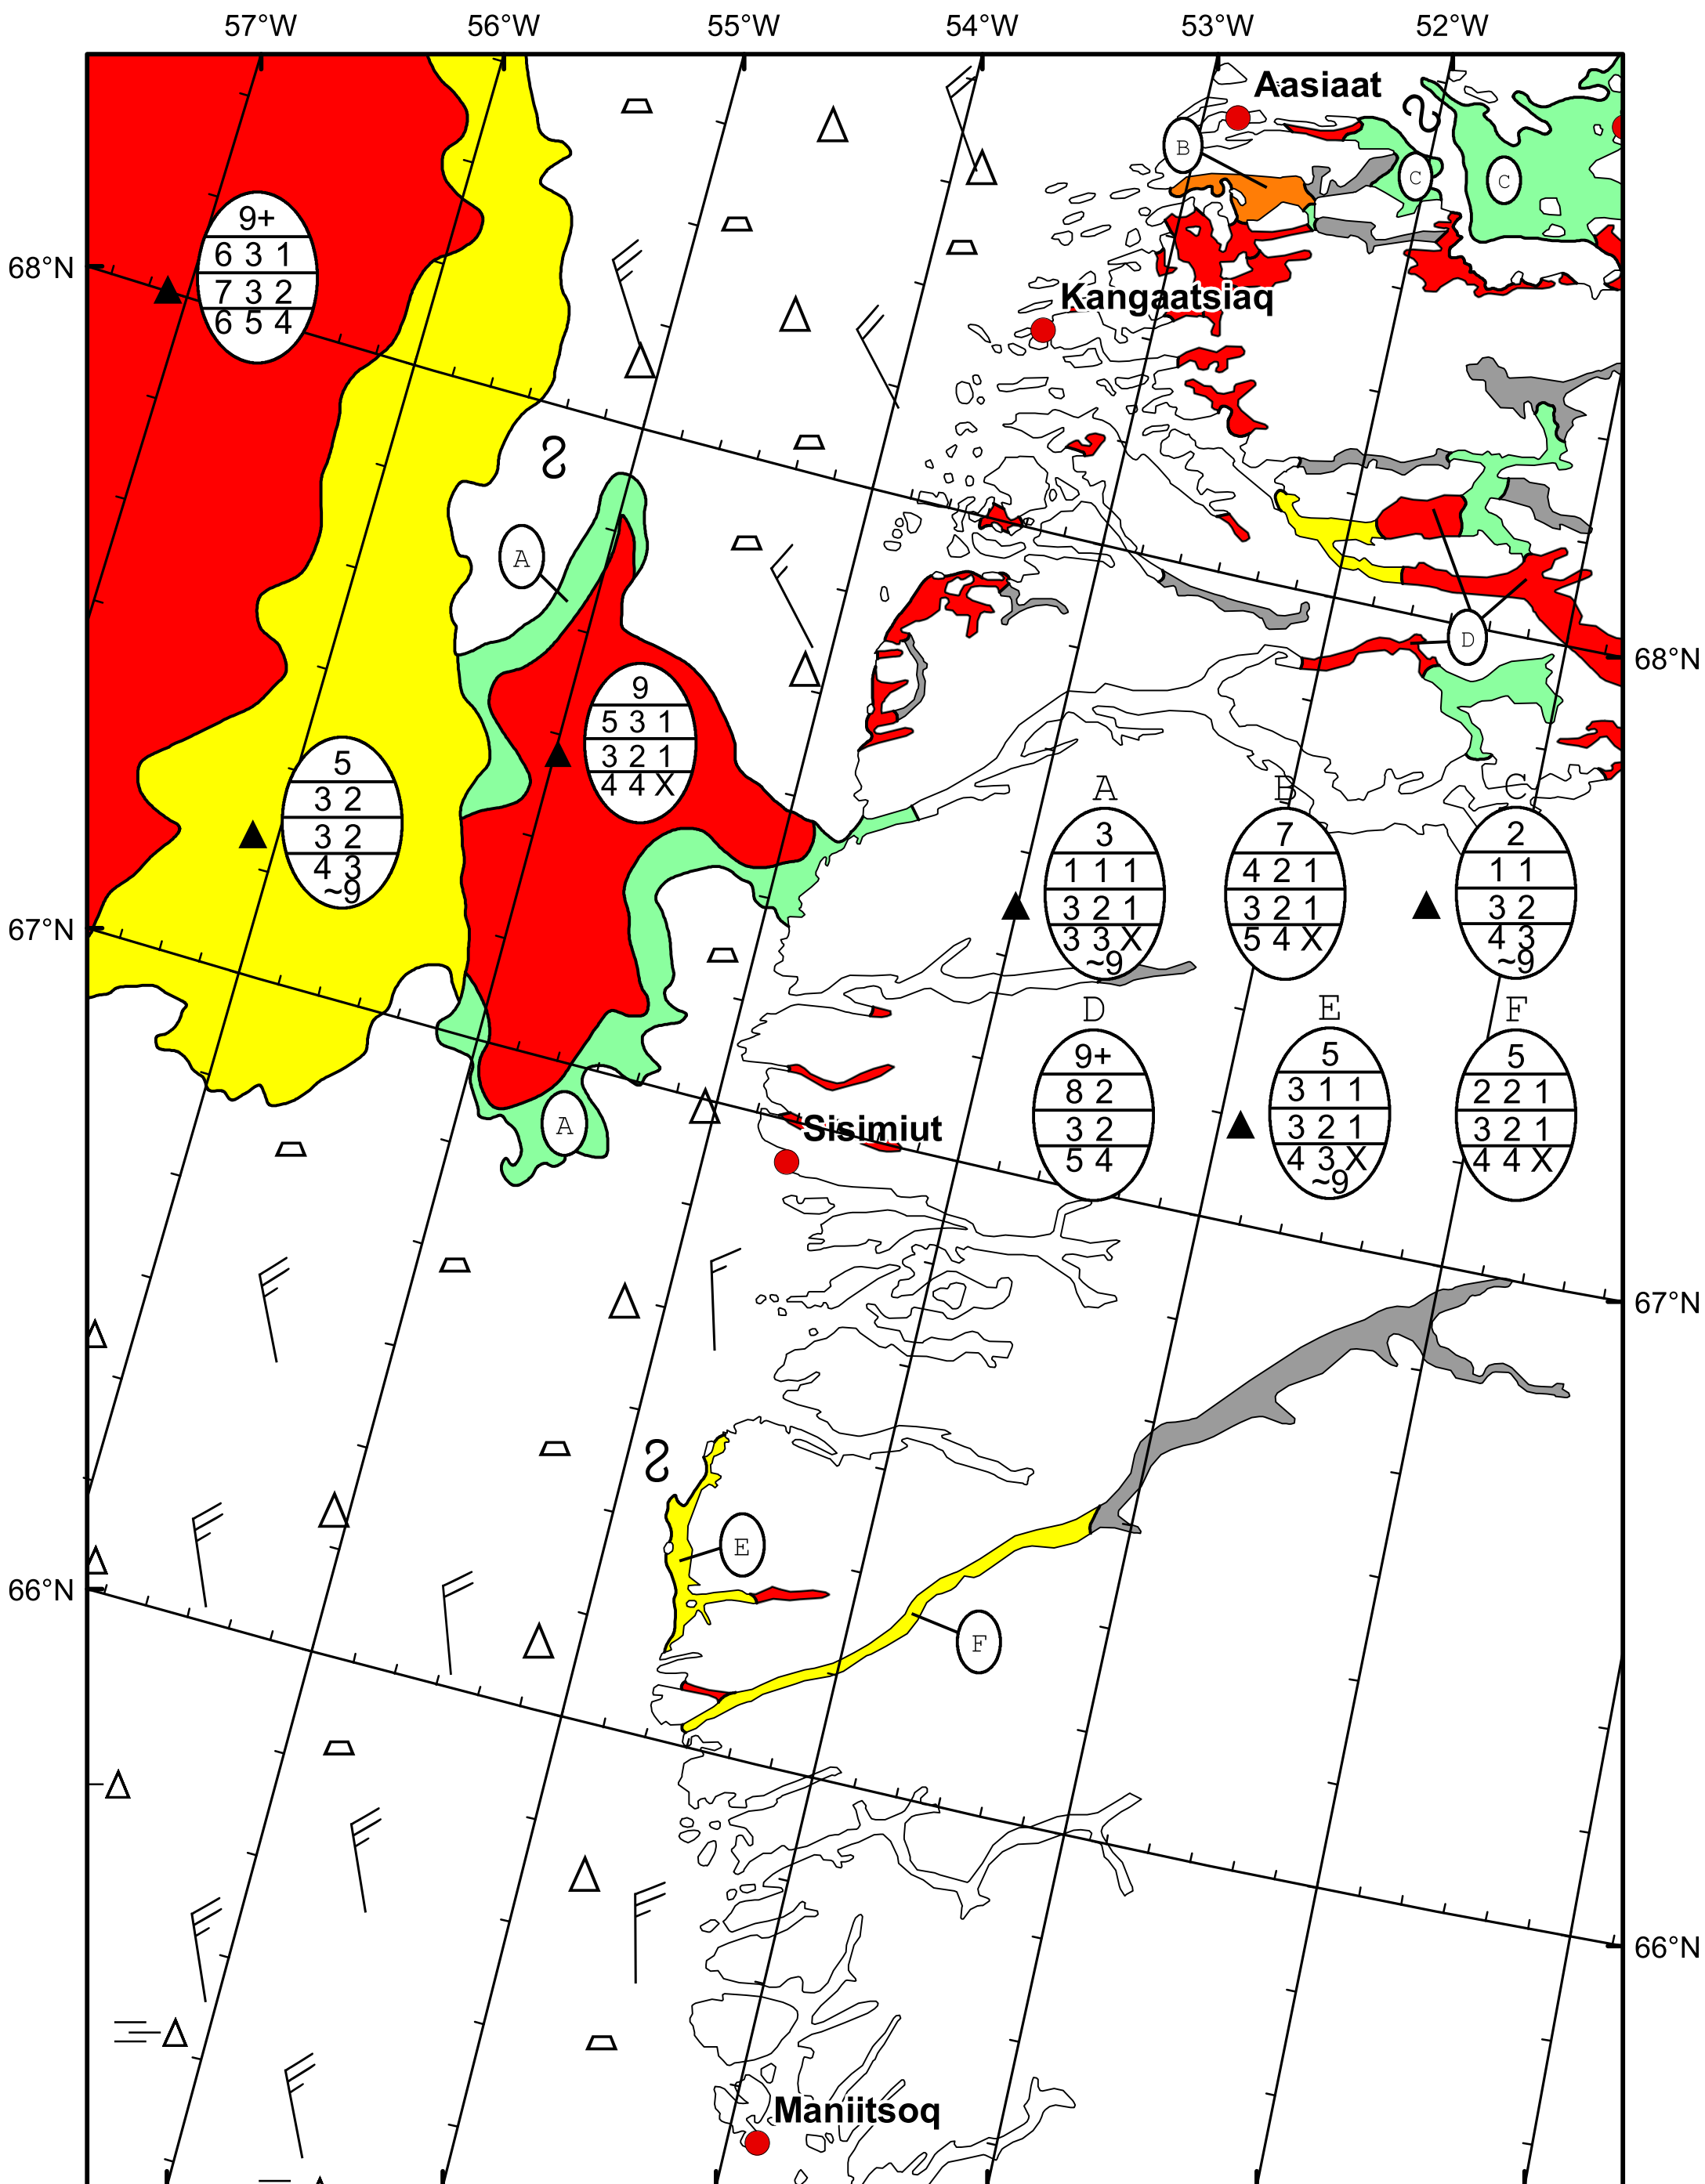 57°W 56°W 55°W 54°W 53°W 52°W
Aasiaat
B
C C
9+
6 3 1
7 3 2
6 5 4
68°N
Kangaatsiaq
A
D
68°N
9
5 3 1
3 2 1
4 4 X
5
3 2
3 2
4 3
~9
A
3
1 1 1
3 2 1
3 3 X
~9
B
7
4 2 1
3 2 1
5 4 X
C
2
1 1
3 2
4 3
~9
67°N
D
9+
8 2
3 2
5 4
E
5
3 1 1
3 2 1
4 3 X
~9
F
5
2 2 1
3 2 1
4 4 X
A
Sisimiut
67°N
E
66°N
F
66°N
Maniitsoq